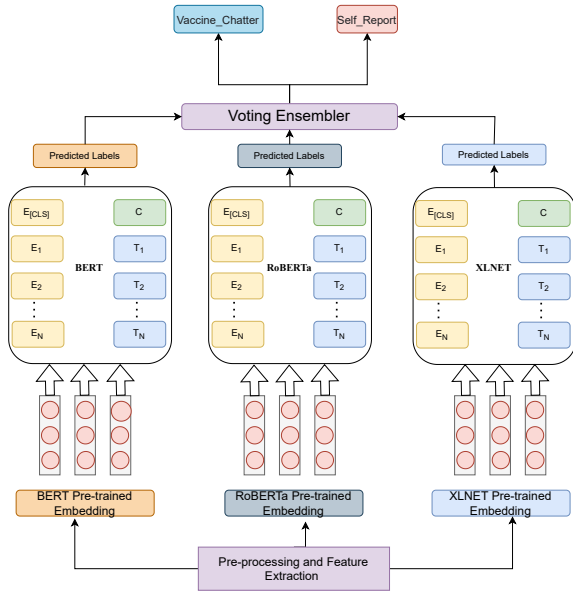 Vaccine_Chatter
Self_Report
Voting Ensembler
Predicted Labels
Predicted Labels
Predicted Labels
E[CLS]
C
E1
T1
BERT
E2
T2
EN
TN
E[CLS]
C
E1
T1
RoBERTa
E2
T2
EN
TN
E[CLS]
C
E1
T1
XLNET
E2
T2
EN
TN
BERT Pre-trained
Embedding
RoBERTa Pre-trained
Embedding
XLNET Pre-trained
Embedding
Pre-processing and Feature
Extraction